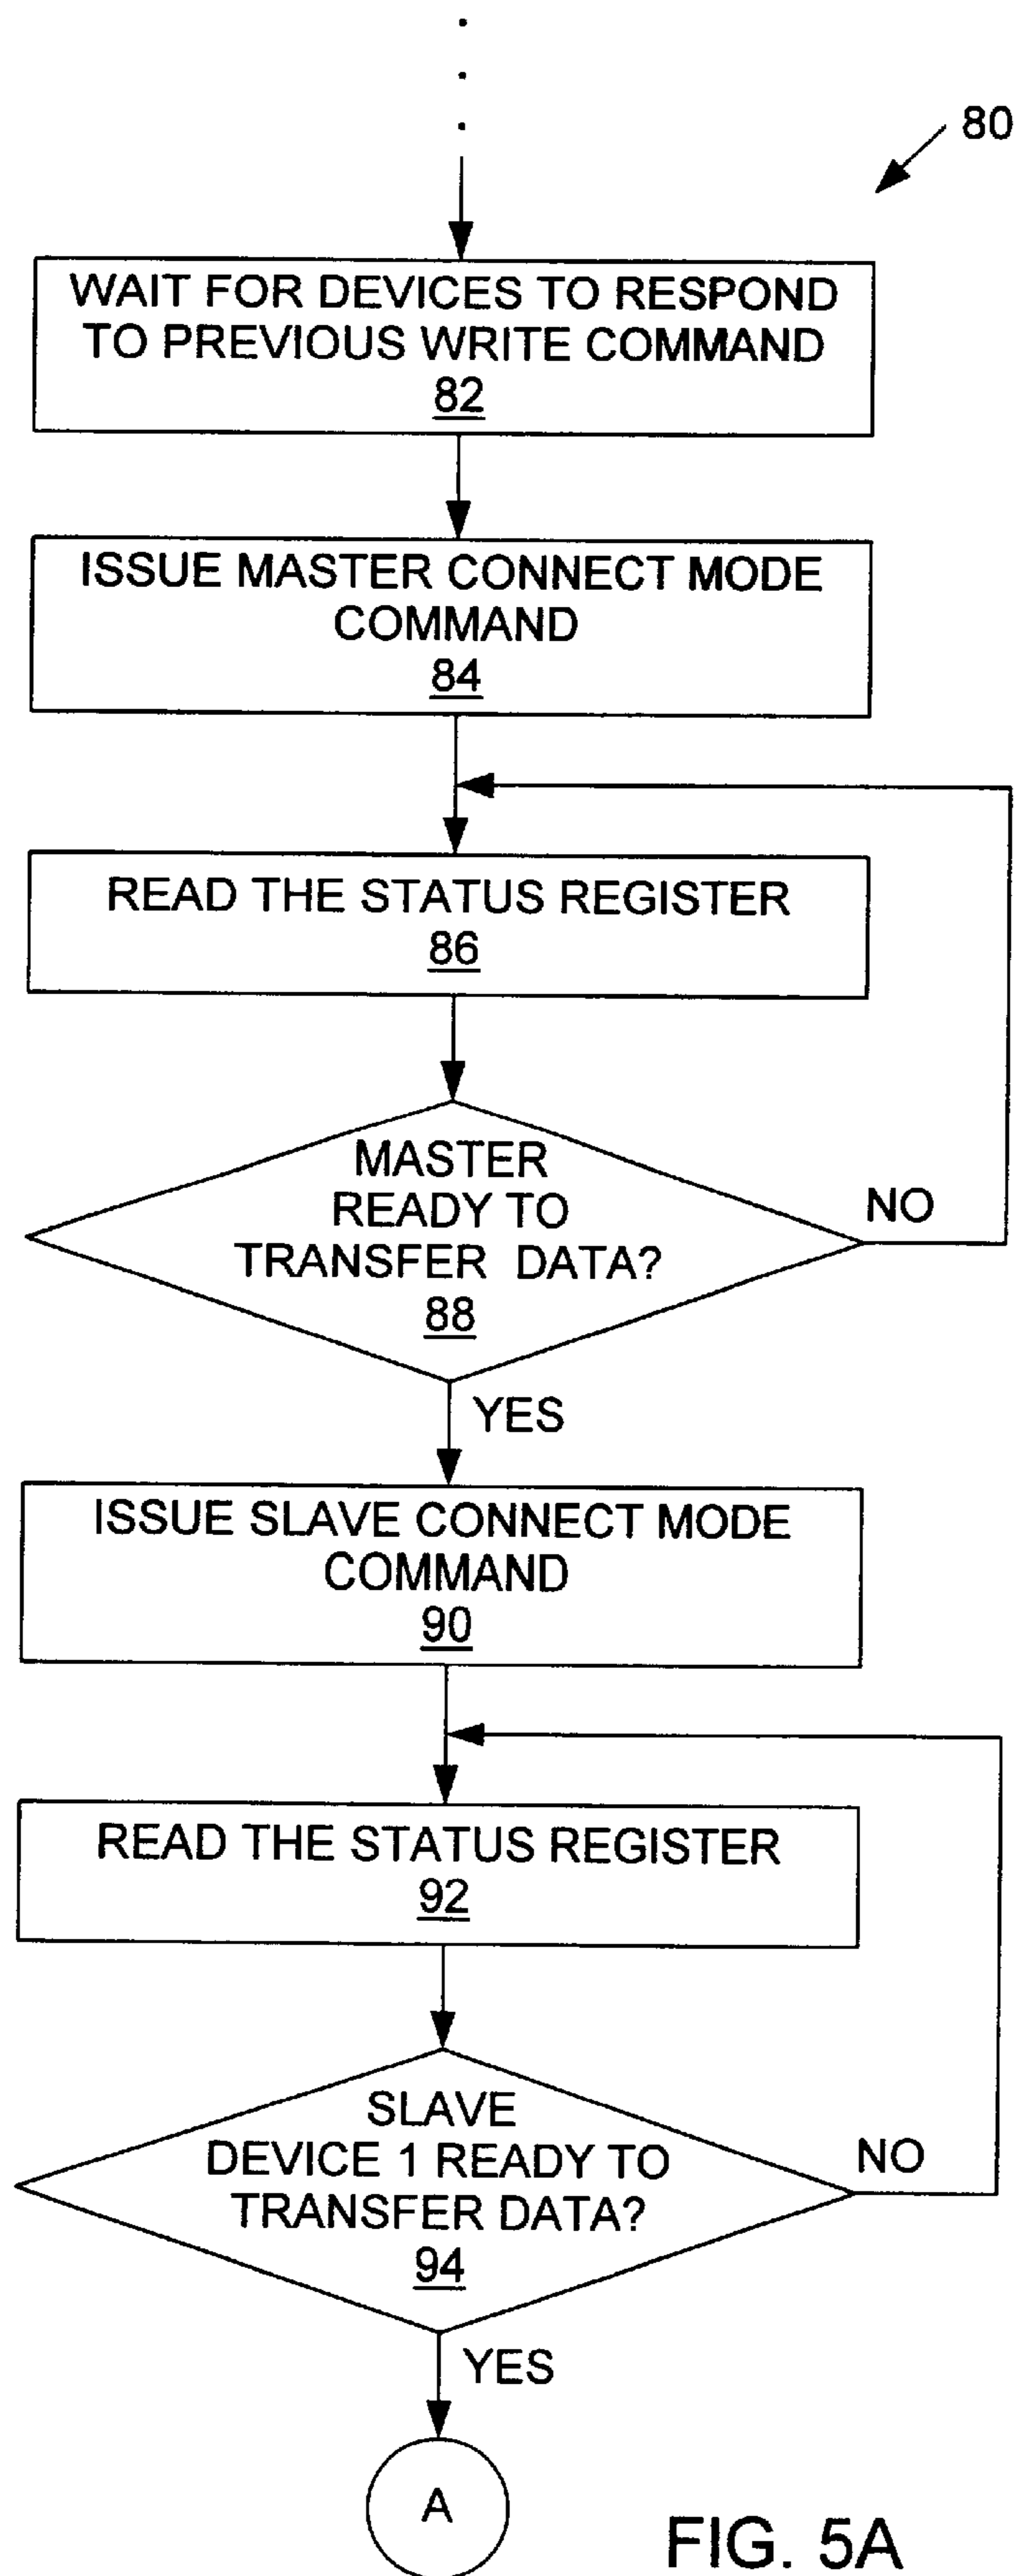 80
WAIT FOR DEVICES TO RESPOND
TO PREVIOUS WRITE COMMAND
82
ISSUE MASTER CONNECT MODE
COMMAND
84
READ THE STATUS REGISTER
86
MASTER
READY TO
TRANSFER DATA?
88
NO
YES
ISSUE SLAVE CONNECT MODE
COMMAND
90
READ THE STATUS REGISTER
92
SLAVE
DEVICE 1 READY TO
TRANSFER DATA?
94
NO
YES
A
FIG. 5A